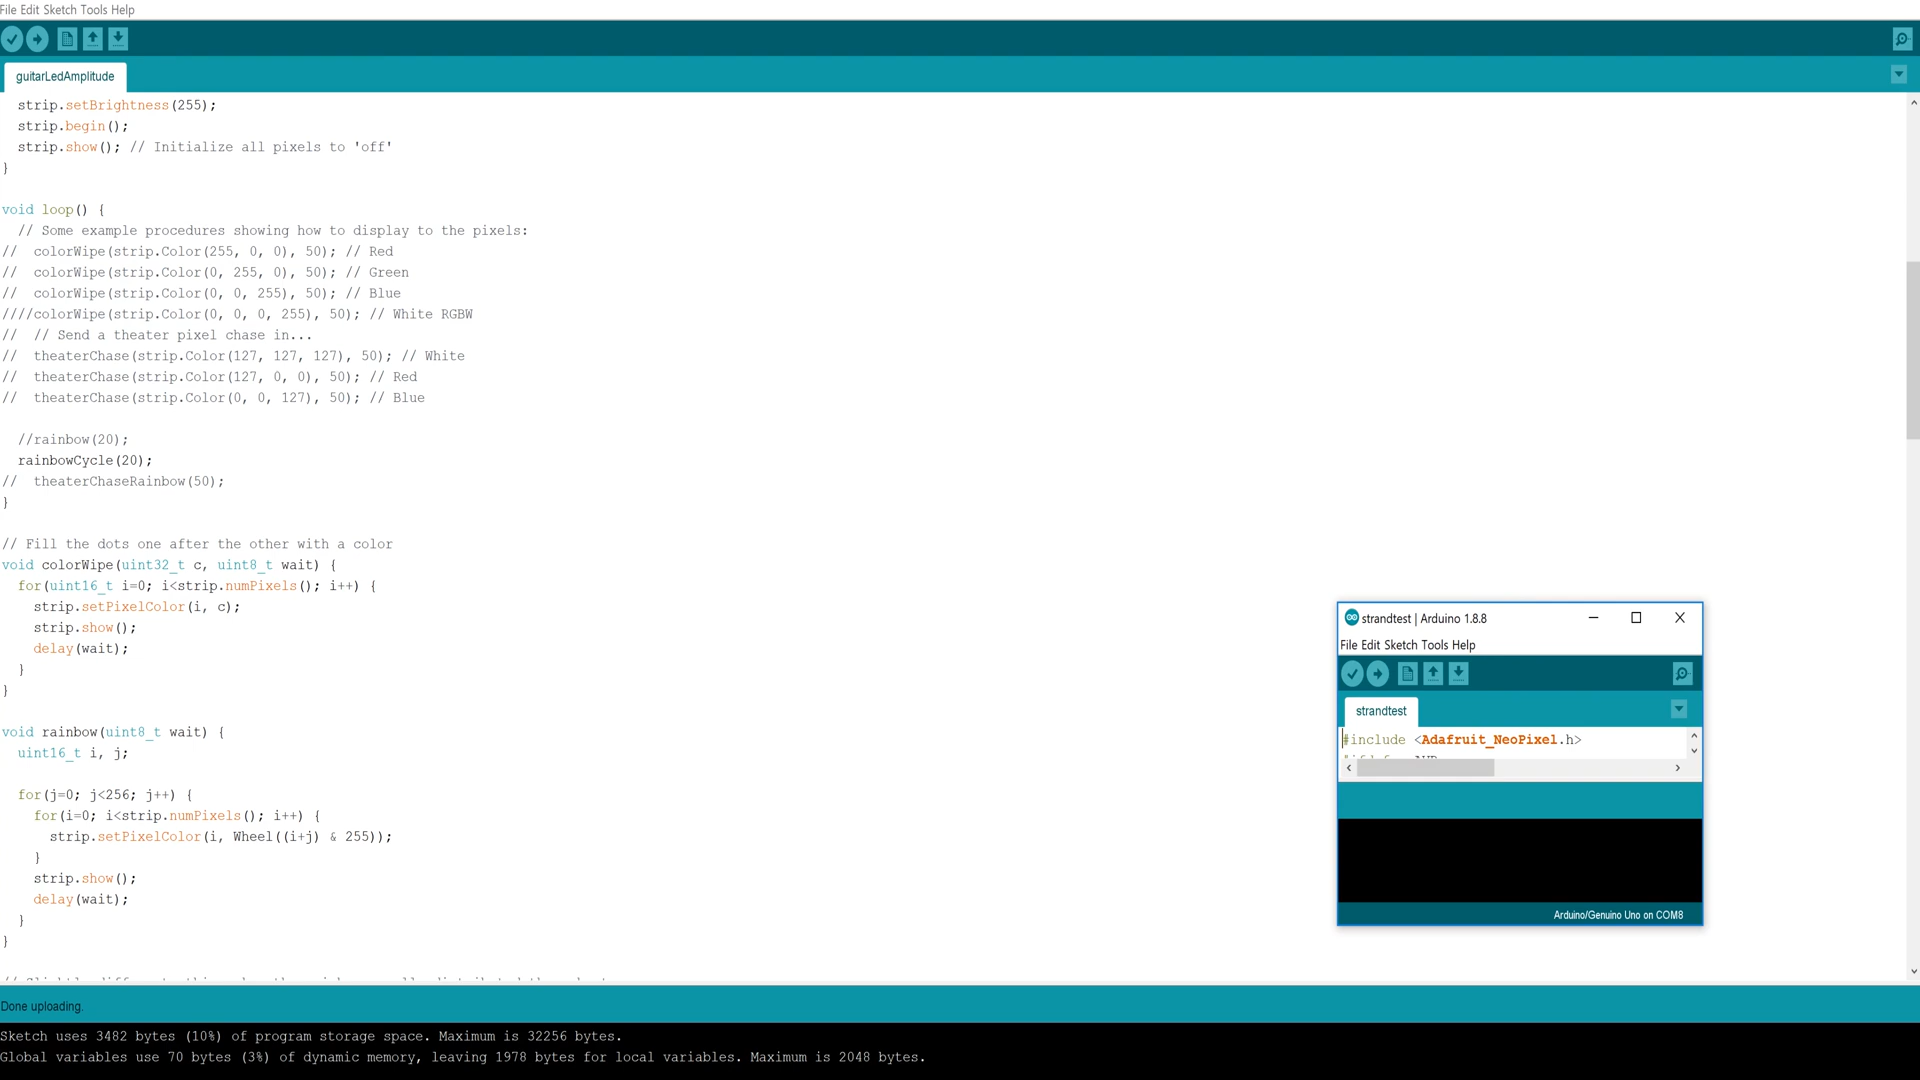 File Edit Sketch Tools Help
guitarLedAmplitude
  strip.setBrightness(255);
  strip.begin();
  strip.show(); // Initialize all pixels to 'off'
}
void loop() {
  // Some example procedures showing how to display to the pixels:
//  colorWipe(strip.Color(255, 0, 0), 50); // Red
//  colorWipe(strip.Color(0, 255, 0), 50); // Green
//  colorWipe(strip.Color(0, 0, 255), 50); // Blue
////colorWipe(strip.Color(0, 0, 0, 255), 50); // White RGBW
//  // Send a theater pixel chase in...
//  theaterChase(strip.Color(127, 127, 127), 50); // White
//  theaterChase(strip.Color(127, 0, 0), 50); // Red
//  theaterChase(strip.Color(0, 0, 127), 50); // Blue
  //rainbow(20);
  rainbowCycle(20);
//  theaterChaseRainbow(50);
}
// Fill the dots one after the other with a color
void colorWipe(uint32_t c, uint8_t wait) {
  for(uint16_t i=0; i<strip.numPixels(); i++) {
    strip.setPixelColor(i, c);
    strip.show();
    delay(wait);
  }
}
void rainbow(uint8_t wait) {
  uint16_t i, j;
  for(j=0; j<256; j++) {
    for(i=0; i<strip.numPixels(); i++) {
      strip.setPixelColor(i, Wheel((i+j) & 255));
    }
    strip.show();
    delay(wait);
  }
}
strandtest | Arduino 1.8.8
File Edit Sketch Tools Help
strandtest
#include <Adafruit_NeoPixel.h>
Arduino/Genuino Uno on COM8
Done uploading.
Sketch uses 3482 bytes (10%) of program storage space. Maximum is 32256 bytes.
Global variables use 70 bytes (3%) of dynamic memory, leaving 1978 bytes for local variables. Maximum is 2048 bytes.